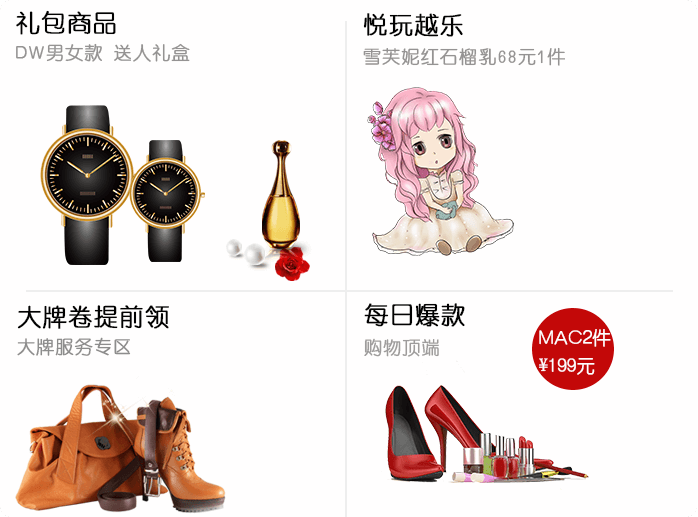 礼包商品
DW男女款 送人礼盒
悦玩越乐
雪芙妮红石榴乳68元1件
大牌卷提前领
大牌服务专区
每日爆款
购物顶端
MAC2件
¥199元